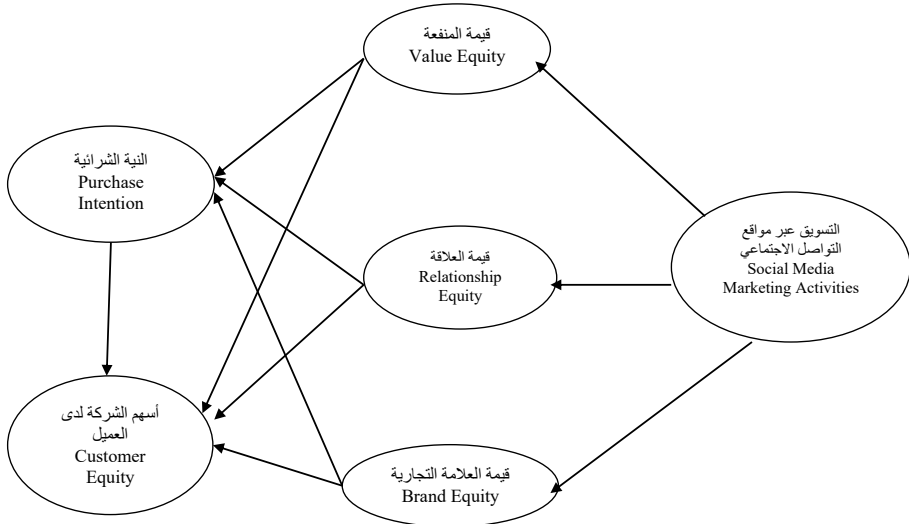 قيمة المنفعة
Value Equity
النية الشرائية
Purchase
Intention
التسويق عبر مواقع
التواصل الاجتماعي
Social Media
Marketing Activities
قيمة العلاقة
Relationship
Equity
أسهم الشركة لدى
العميل
Customer
Equity
قيمة العلامة التجارية
Brand Equity